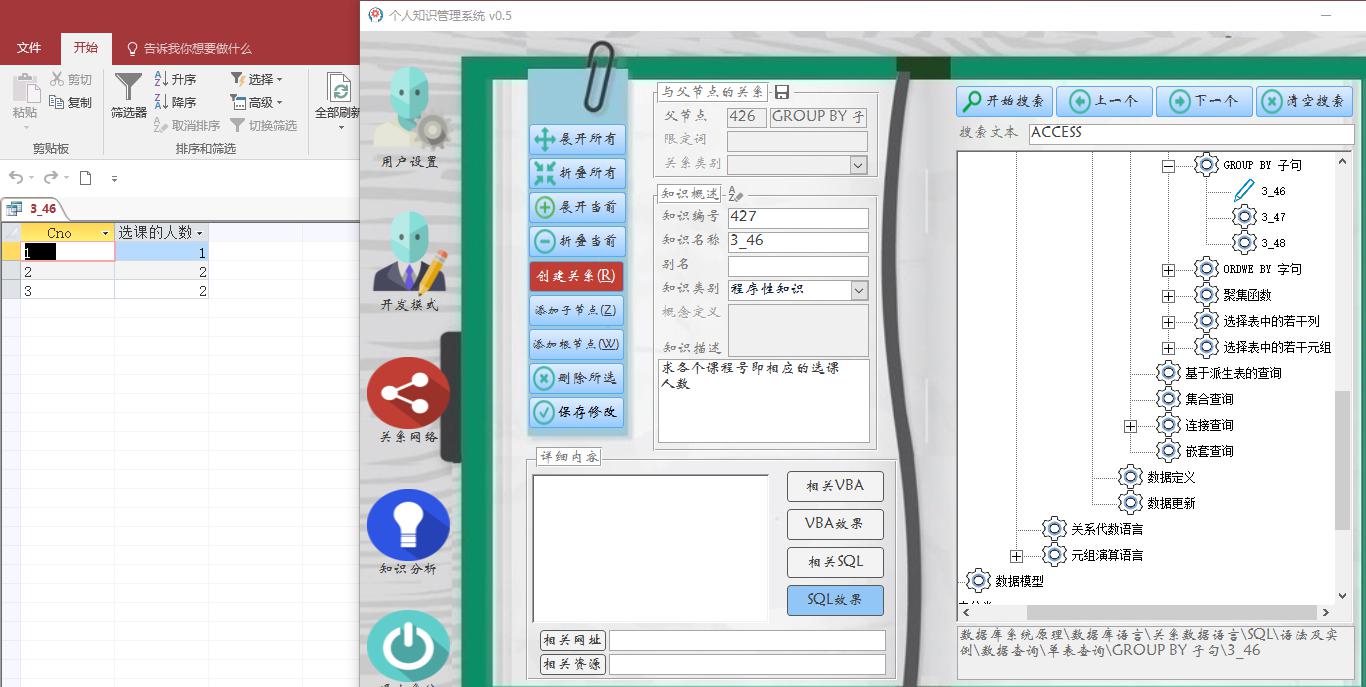 文件
开始
告诉我你想要做什么
粘贴
剪切
复制
剪贴板
筛选器
升序
降序
取消排序
选择
高级
切换筛选
排序和筛选
全部刷新
3_46
Cno
选课的人数
1
1
2
2
3
2
个人知识管理系统 v0.5
用户设置
开发模式
关系网络
知识分析
展开所有
折叠所有
展开当前
折叠当前
创建关系(R)
添加子节点(Z)
添加根节点(W)
删除所选
保存修改
与父节点的关系
父节点
426
GROUP BY 子
限定词
关系类别
知识概述
知识编号
427
知识名称
3_46
别名
知识类别
程序性知识
概念定义
知识描述
求各个课程号即相应的选课
人数
详细内容
相关VBA
VBA效果
相关SQL
SQL效果
相关网址
相关资源
开始搜索
上一个
下一个
清空搜索
搜索文本
ACCESS
GROUP BY 子句
3_46
3_47
3_48
ORDWE BY 字句
聚集函数
选择表中的若干列
选择表中的若干元组
基于派生表的查询
集合查询
连接查询
嵌套查询
数据定义
数据更新
关系代数语言
元组演算语言
数据模型
数据库系统原理\数据库语言\关系数据语言\SQL\语法及实
例\数据查询\单表查询\GROUP BY 子句\3_46